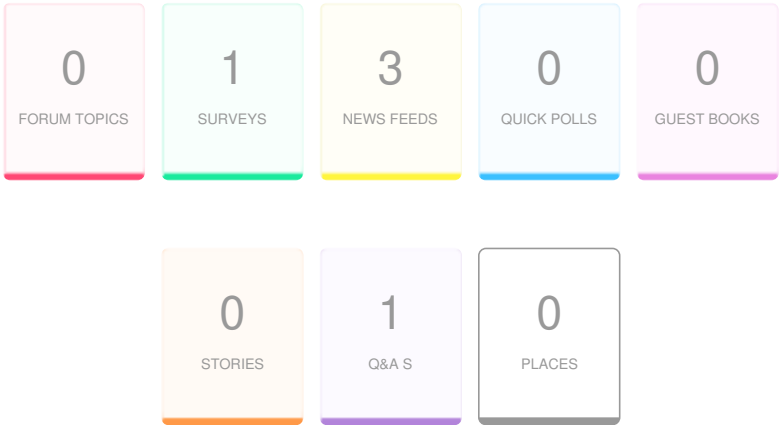 0 1 3 0 0
FORUM TOPICS SURVEYS NEWS FEEDS QUICK POLLS GUEST BOOKS
0 1 0
STORIES Q&A S PLACES